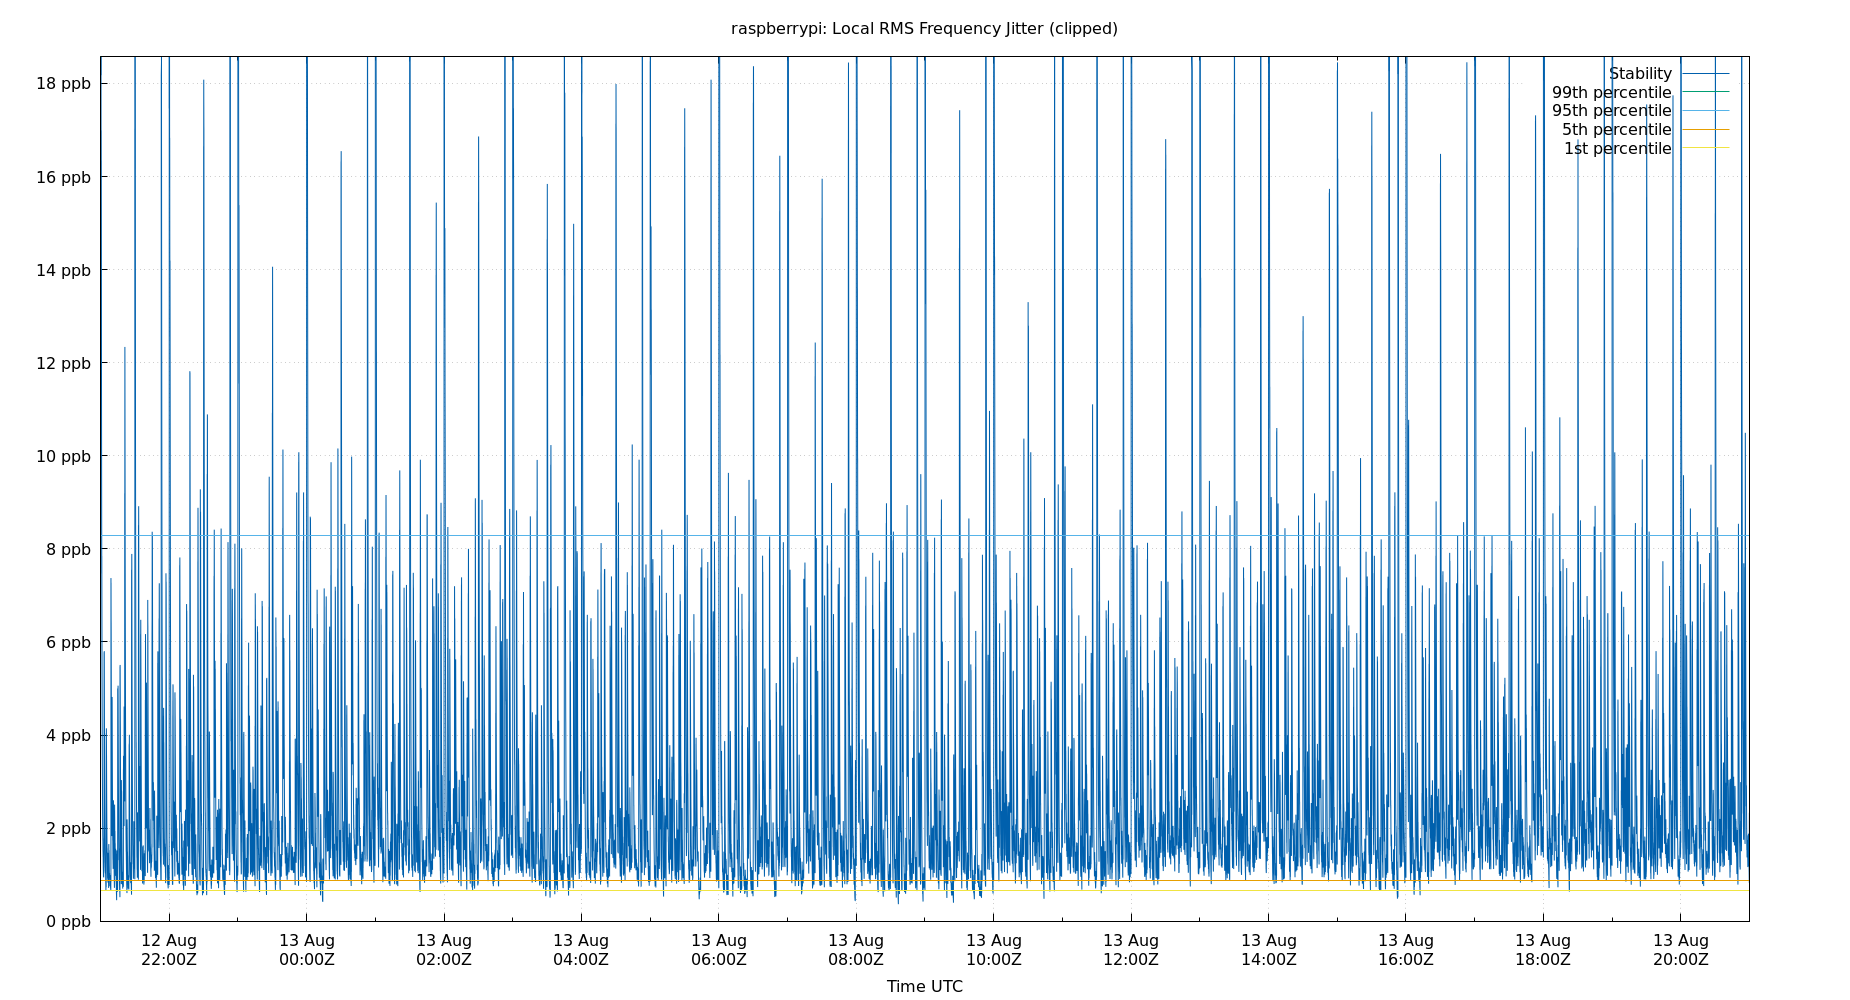 raspberrypi: Local RMS Frequency Jitter (clipped)
18 ppb
16 ppb
14 ppb
12 ppb
10 ppb
8 ppb
6 ppb
4 ppb
2 ppb
0 ppb
Stability
99th percentile
95th percentile
5th percentile
1st percentile
12 Aug 13 Aug 13 Aug 13 Aug 13 Aug 13 Aug 13 Aug 13 Aug 13 Aug 13 Aug 13 Aug 13 Aug
22:00Z 00:00Z 02:00Z 04:00Z 06:00Z 08:00Z 10:00Z 12:00Z 14:00Z 16:00Z 18:00Z 20:00Z
Time UTC